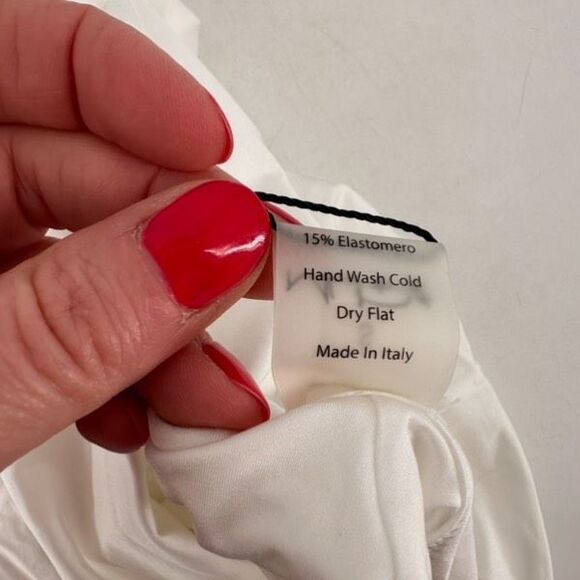 15% Elastomero
Hand Wash Cold
Dry Flat
Made In Italy